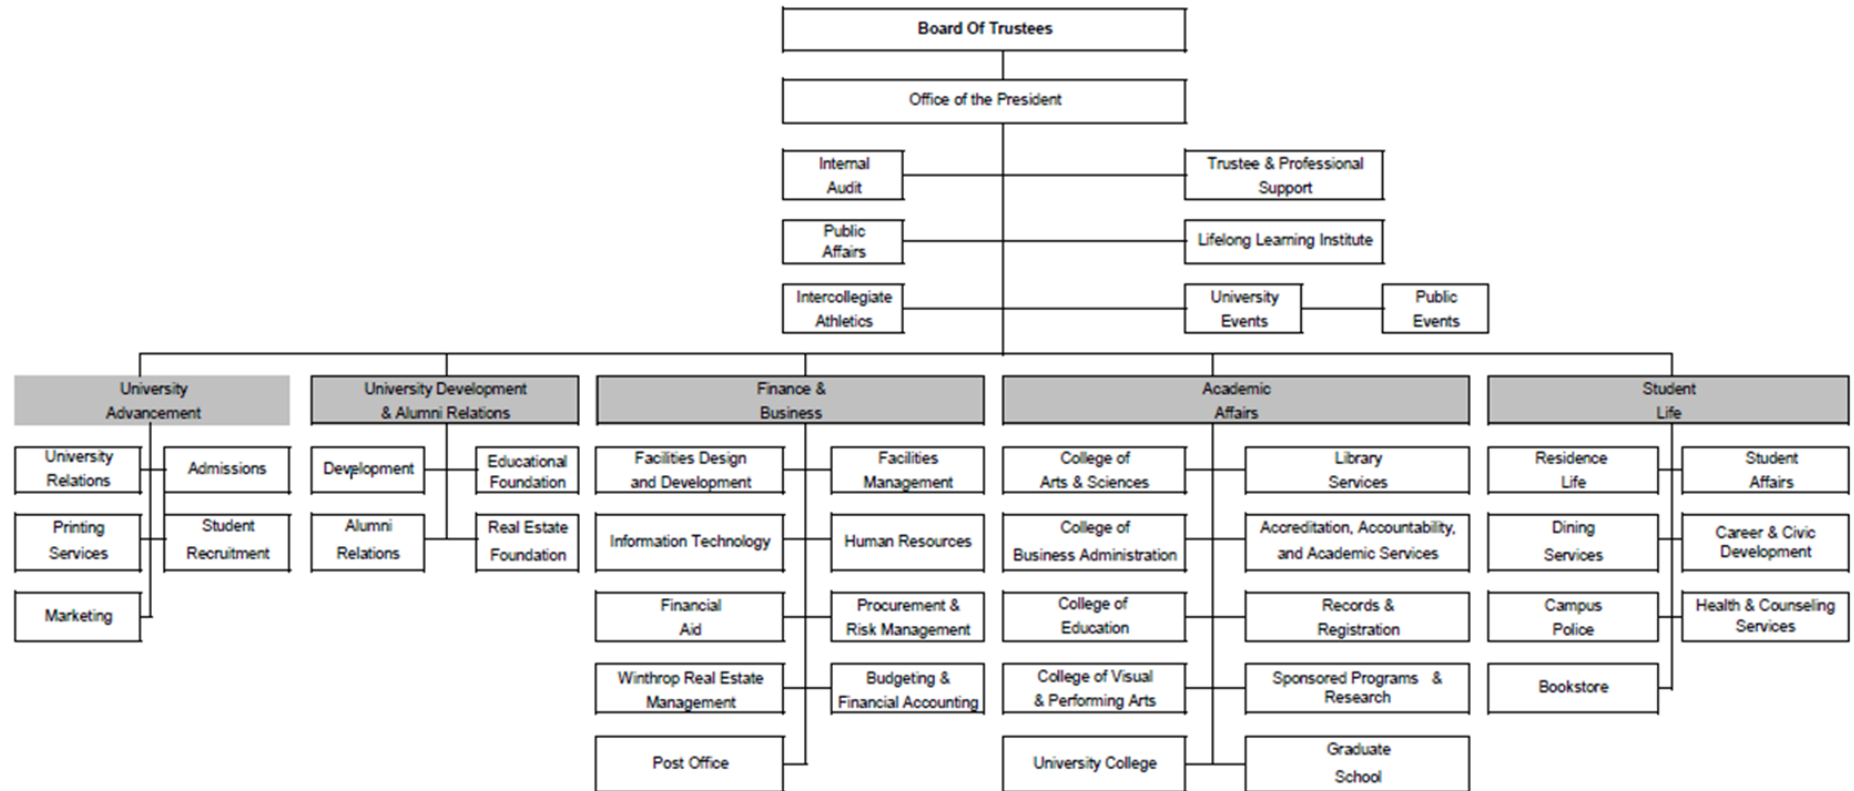 Board Of Trustees
Office of the President
Internal
Audit
Trustee & Professional
Support
Public
Affairs
Lifelong Learning Institute
Intercollegiate
Athletics
University
Events
Public
Events
University
Advancement
University Development
& Alumni Relations
Finance &
Business
Academic
Affairs
Student
Life
University
Relations
Admissions
Printing
Services
Student
Recruitment
Marketing
Development
Educational
Foundation
Alumni
Relations
Real Estate
Foundation
Facilities Design
and Development
Facilities
Management
Information Technology
Human Resources
Financial
Aid
Procurement &
Risk Management
Winthrop Real Estate
Management
Budgeting &
Financial Accounting
Post Office
College of
Arts & Sciences
Library
Services
College of
Business Administration
Accreditation, Accountability,
and Academic Services
College of
Education
Records &
Registration
College of Visual
& Performing Arts
Sponsored Programs &
Research
University College
Graduate
School
Residence
Life
Student
Affairs
Dining
Services
Career & Civic
Development
Campus
Police
Health & Counseling
Services
Bookstore